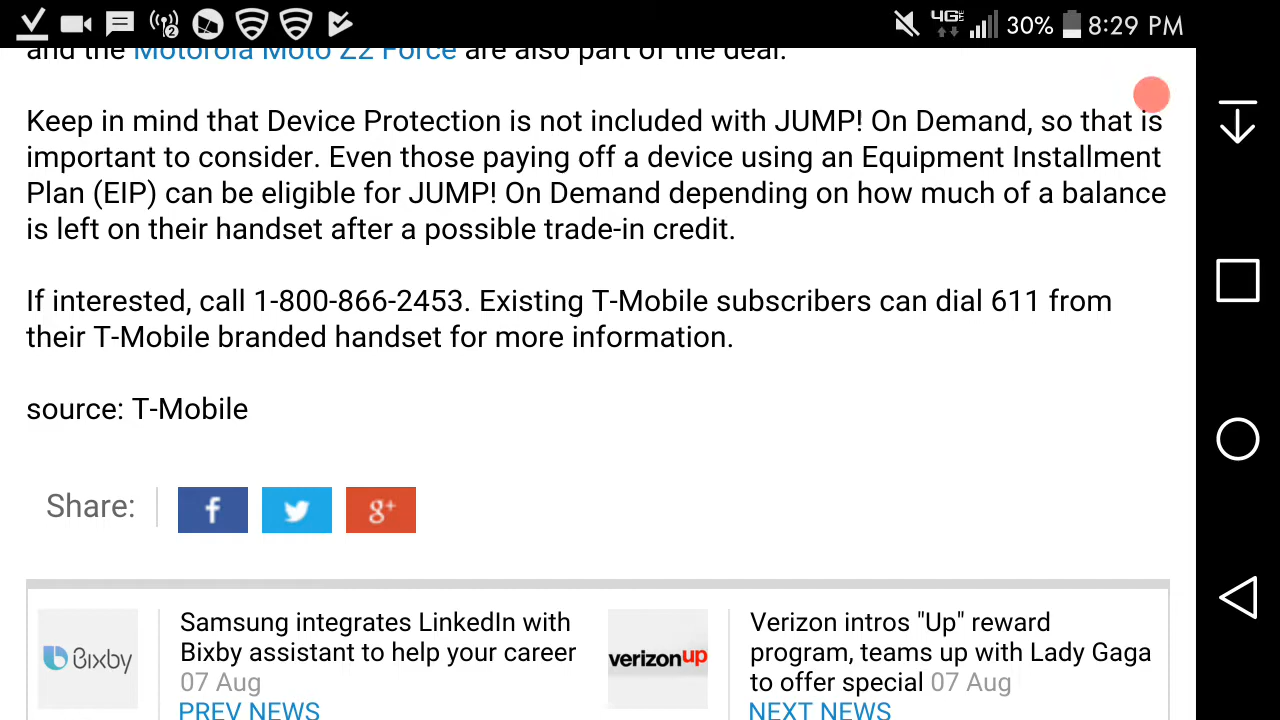 4G 30% 8:29 PM
and the Motorola Moto Z2 Force are also part of the deal.
Keep in mind that Device Protection is not included with JUMP! On Demand, so that is
important to consider. Even those paying off a device using an Equipment Installment
Plan (EIP) can be eligible for JUMP! On Demand depending on how much of a balance
is left on their handset after a possible trade-in credit.
If interested, call 1-800-866-2453. Existing T-Mobile subscribers can dial 611 from
their T-Mobile branded handset for more information.
source: T-Mobile
Share: f g+
Bixby
Samsung integrates LinkedIn with
Bixby assistant to help your career
07 Aug
PREV NEWS
verizonup
Verizon intros "Up" reward
program, teams up with Lady Gaga
to offer special 07 Aug
NEXT NEWS